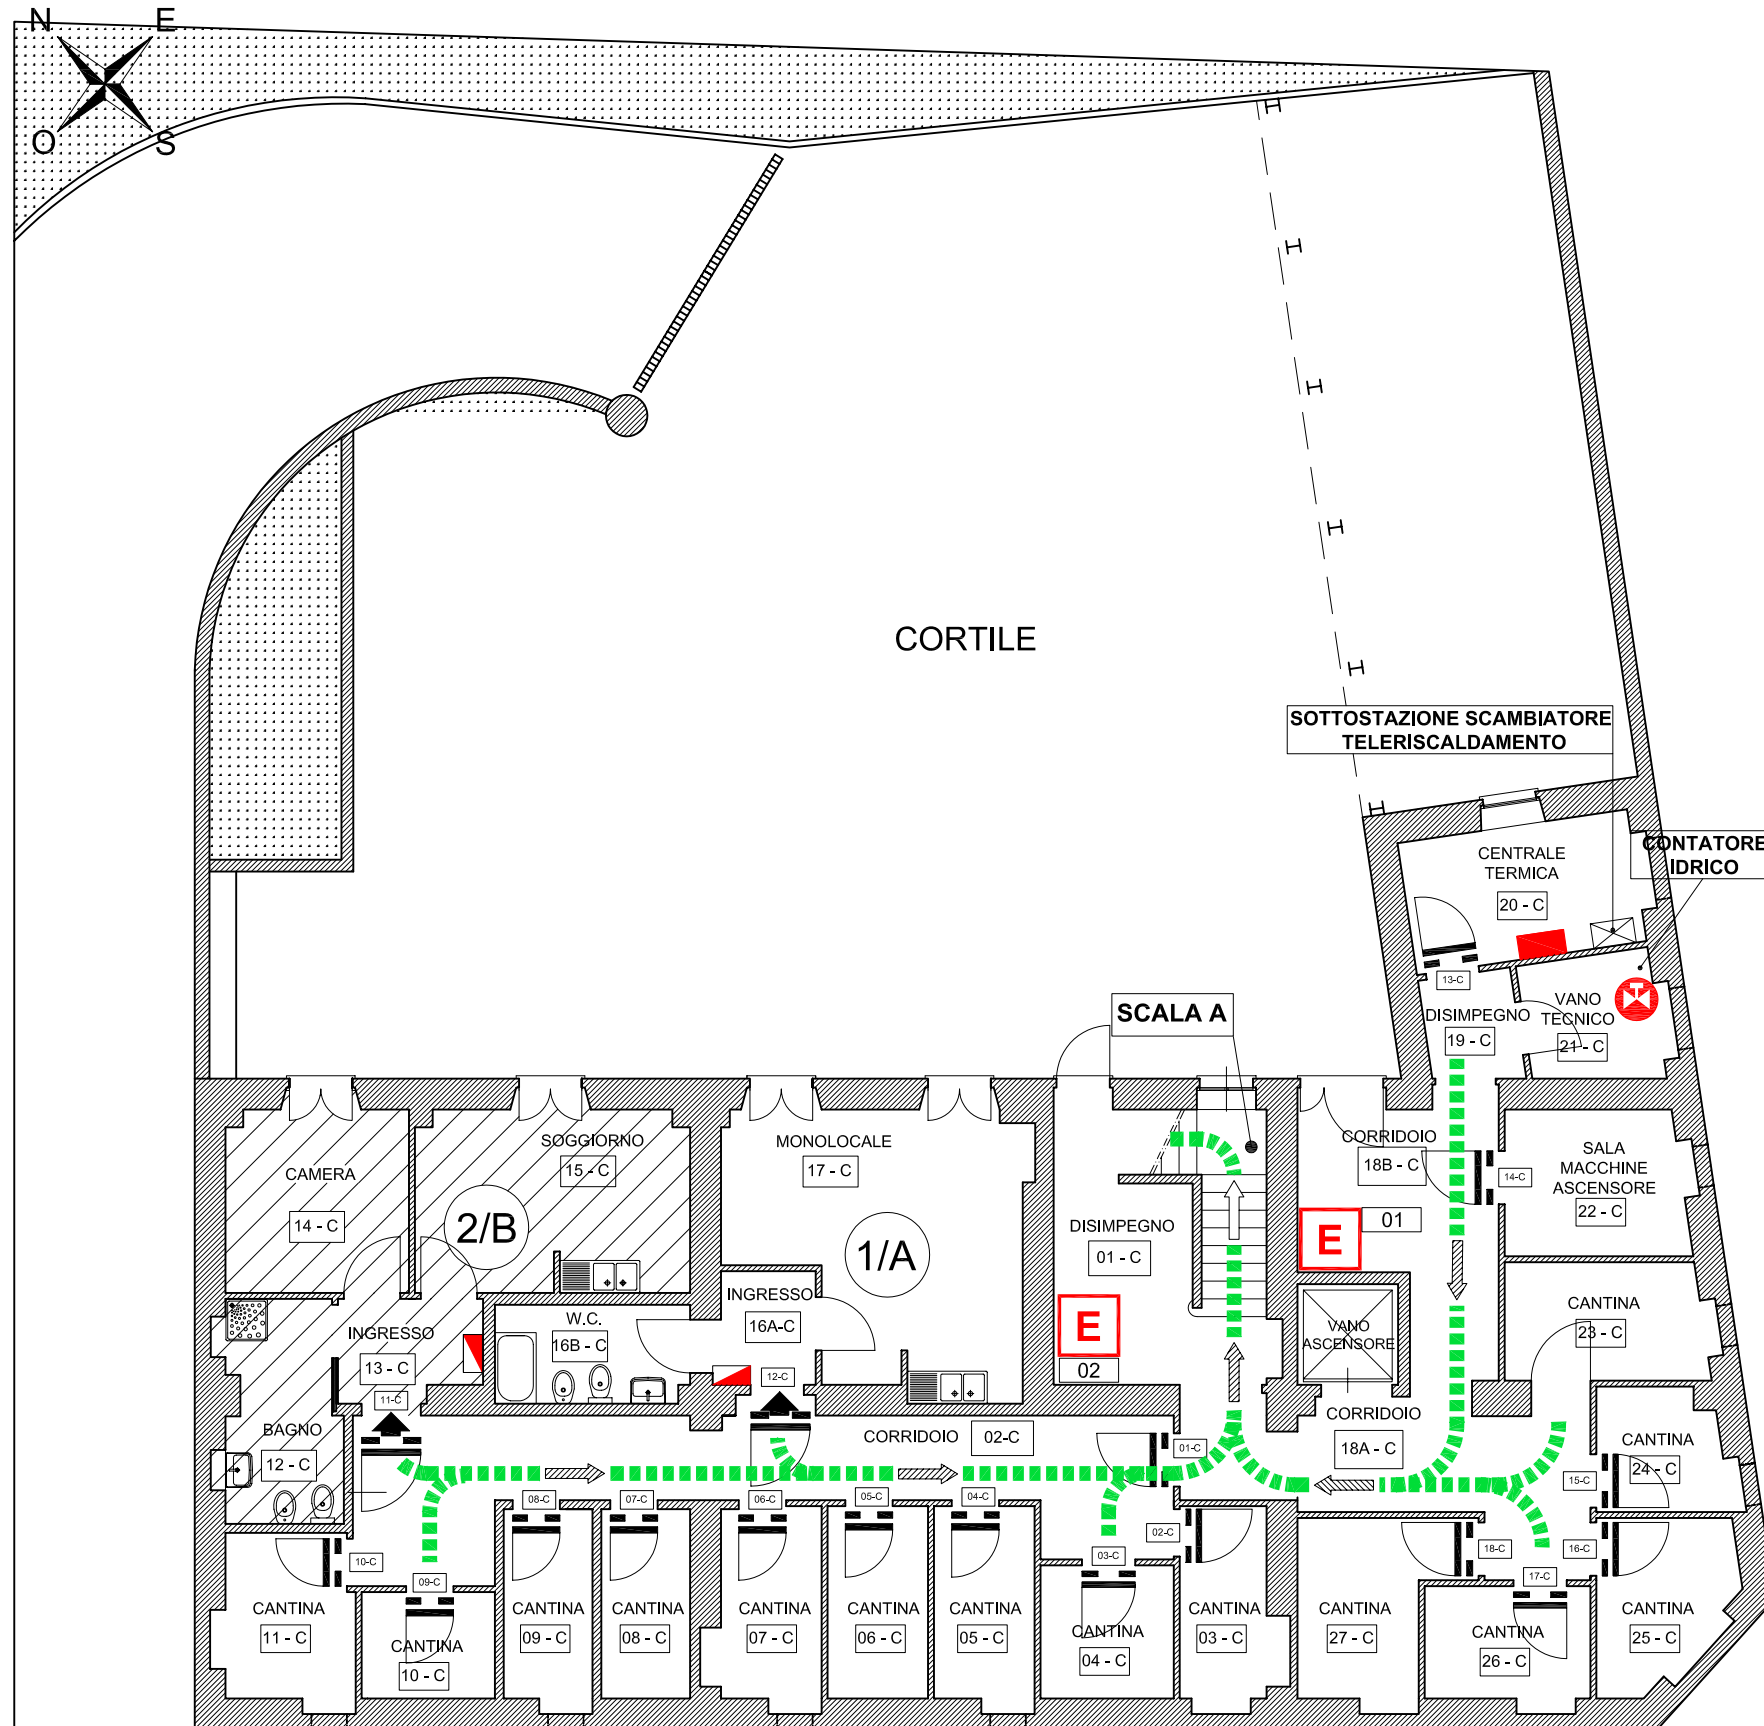 N
E
O
S
CORTILE
SOTTOSTAZIONE SCAMBIATORE
TELERISCALDAMENTO
CONTATORE
IDRICO
CENTRALE
TERMICA
20 - C
13-C
DISIMPEGNO
19 - C
VANO
TECNICO
21 - C
SCALA A
CAMERA
14 - C
2/B
SOGGIORNO
15 - C
MONOLOCALE
17 - C
1/A
DISIMPEGNO
01 - C
E
02
CORRIDOIO
18B - C
01
E
14-C
SALA
MACCHINE
ASCENSORE
22 - C
INGRESSO
13 - C
11-C
W.C.
16B - C
INGRESSO
16A-C
12-C
VANO
ASCENSORE
CANTINA
23 - C
BAGNO
12 - C
CORRIDOIO
02-C
01-C
CORRIDOIO
18A - C
CANTINA
24 - C
15-C
08-C
07-C
06-C
05-C
04-C
02-C
03-C
10-C
09-C
18-C
16-C
17-C
CANTINA
11 - C
CANTINA
10 - C
CANTINA
09 - C
CANTINA
08 - C
CANTINA
07 - C
CANTINA
06 - C
CANTINA
05 - C
CANTINA
04 - C
CANTINA
03 - C
CANTINA
27 - C
CANTINA
26 - C
CANTINA
25 - C